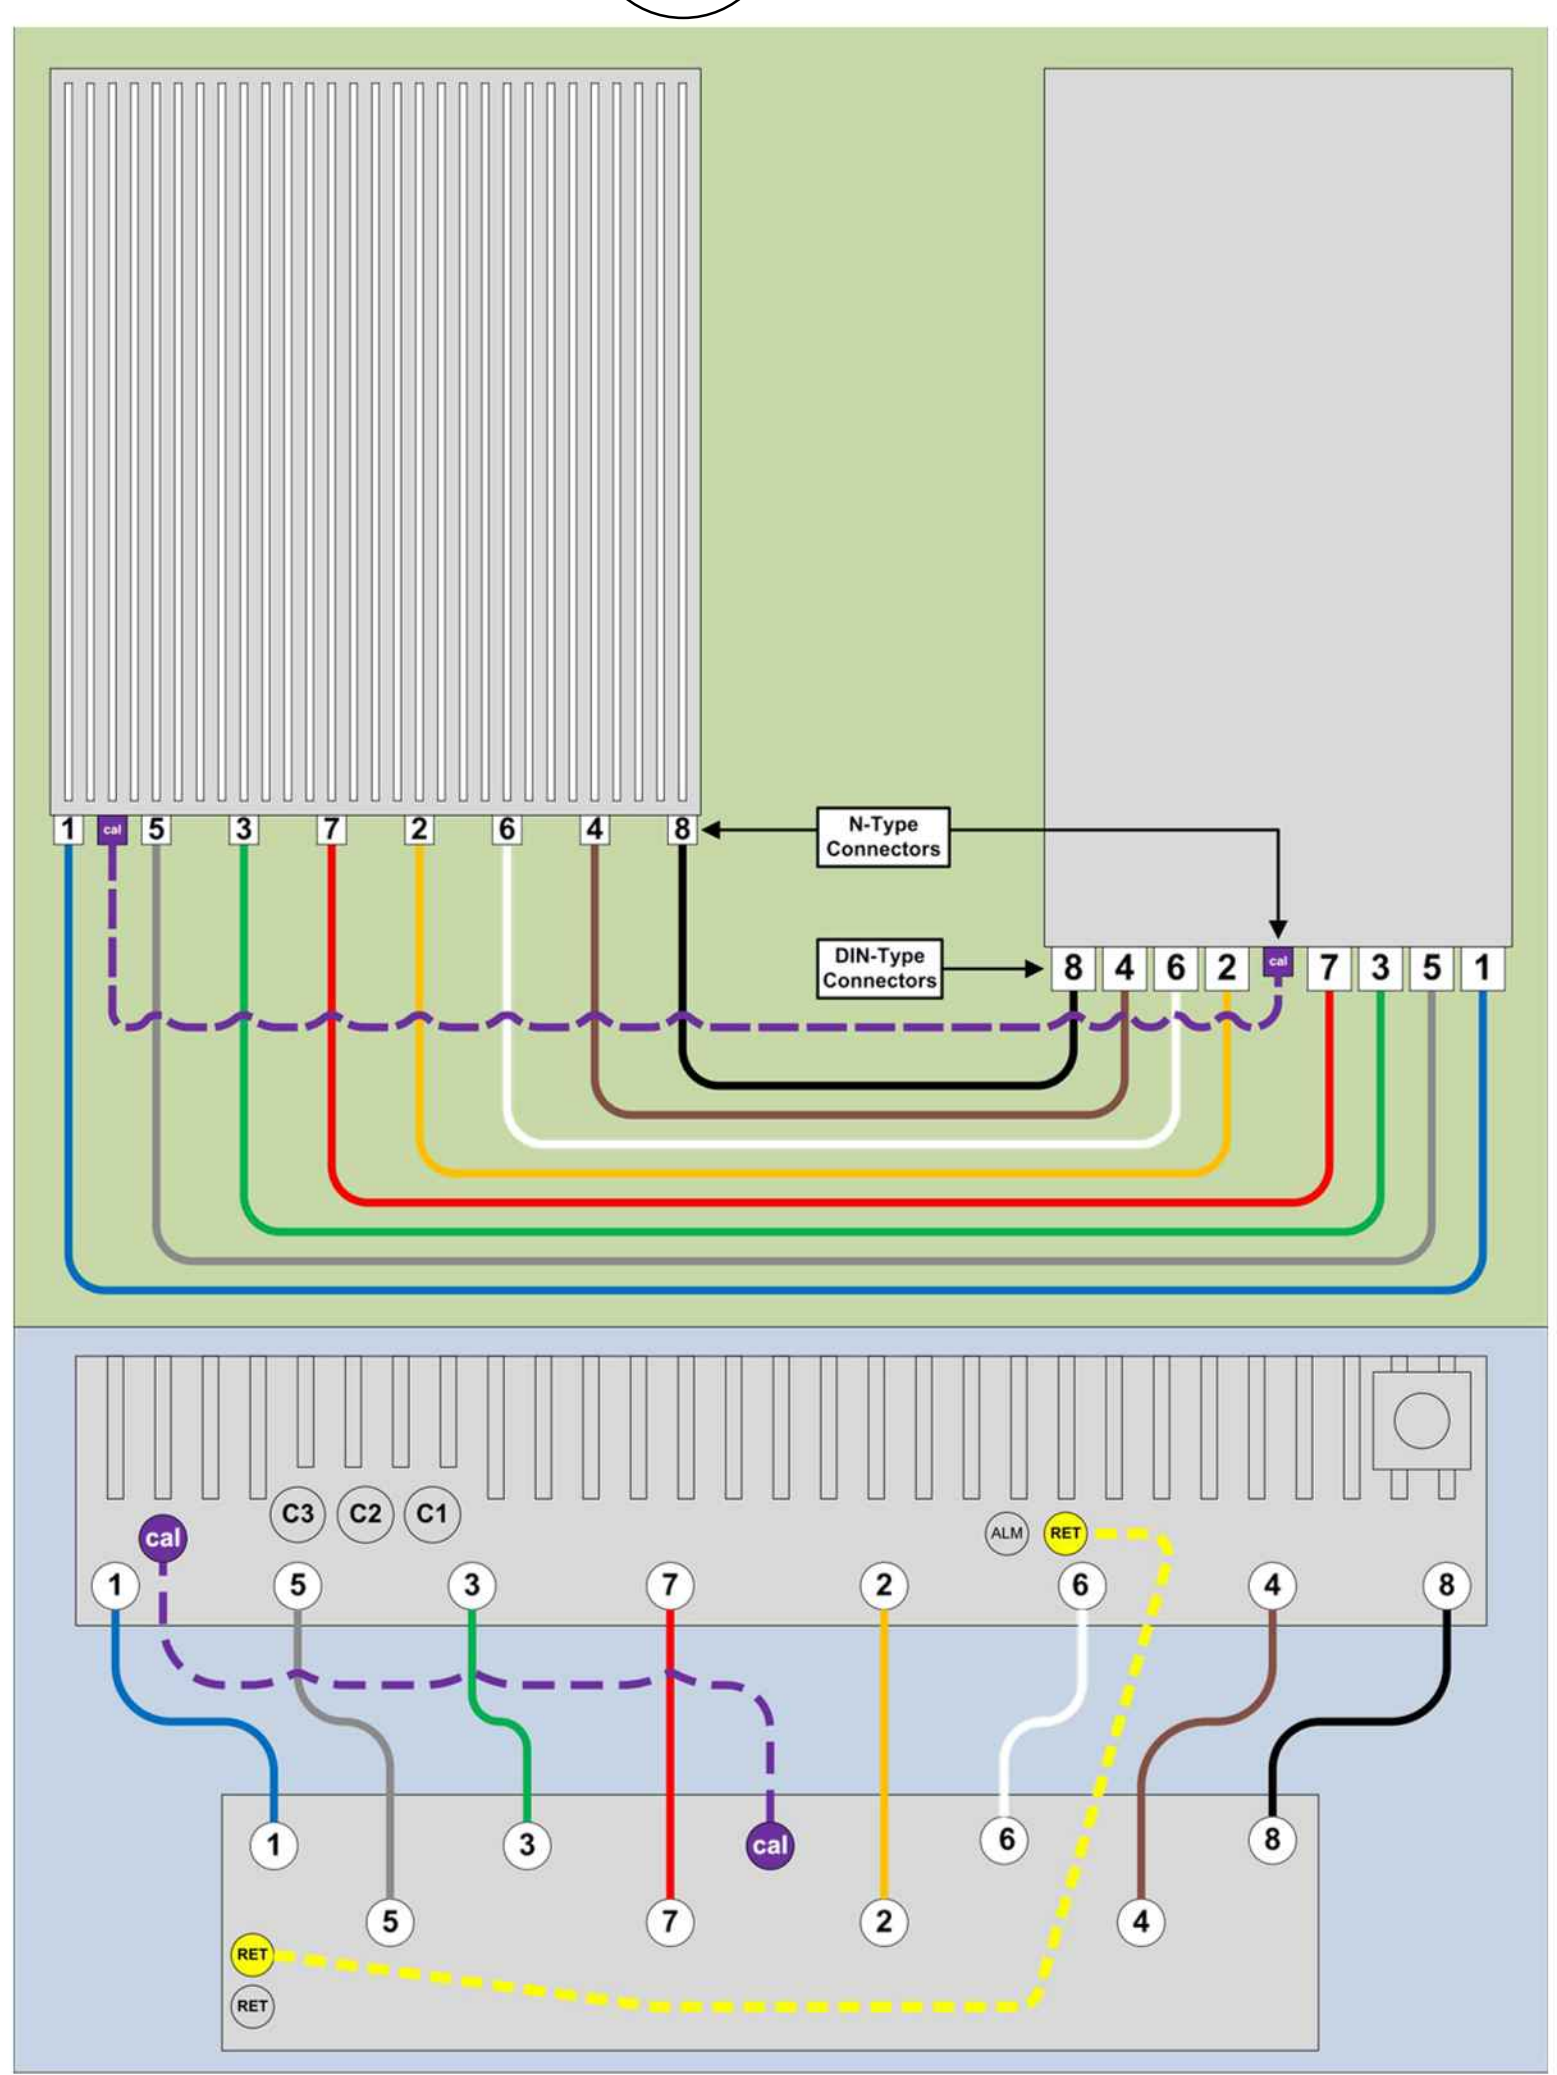 1 cal 5 3 7 2 6 4 8
N-Type
Connectors
DIN-Type
Connectors
8 4 6 2 cal 7 3 5 1
C3 C2 C1
cal ALM RET
1 5 3 7 2 6 4 8
1 3 cal 6 8
5 7 2 4
RET
RET